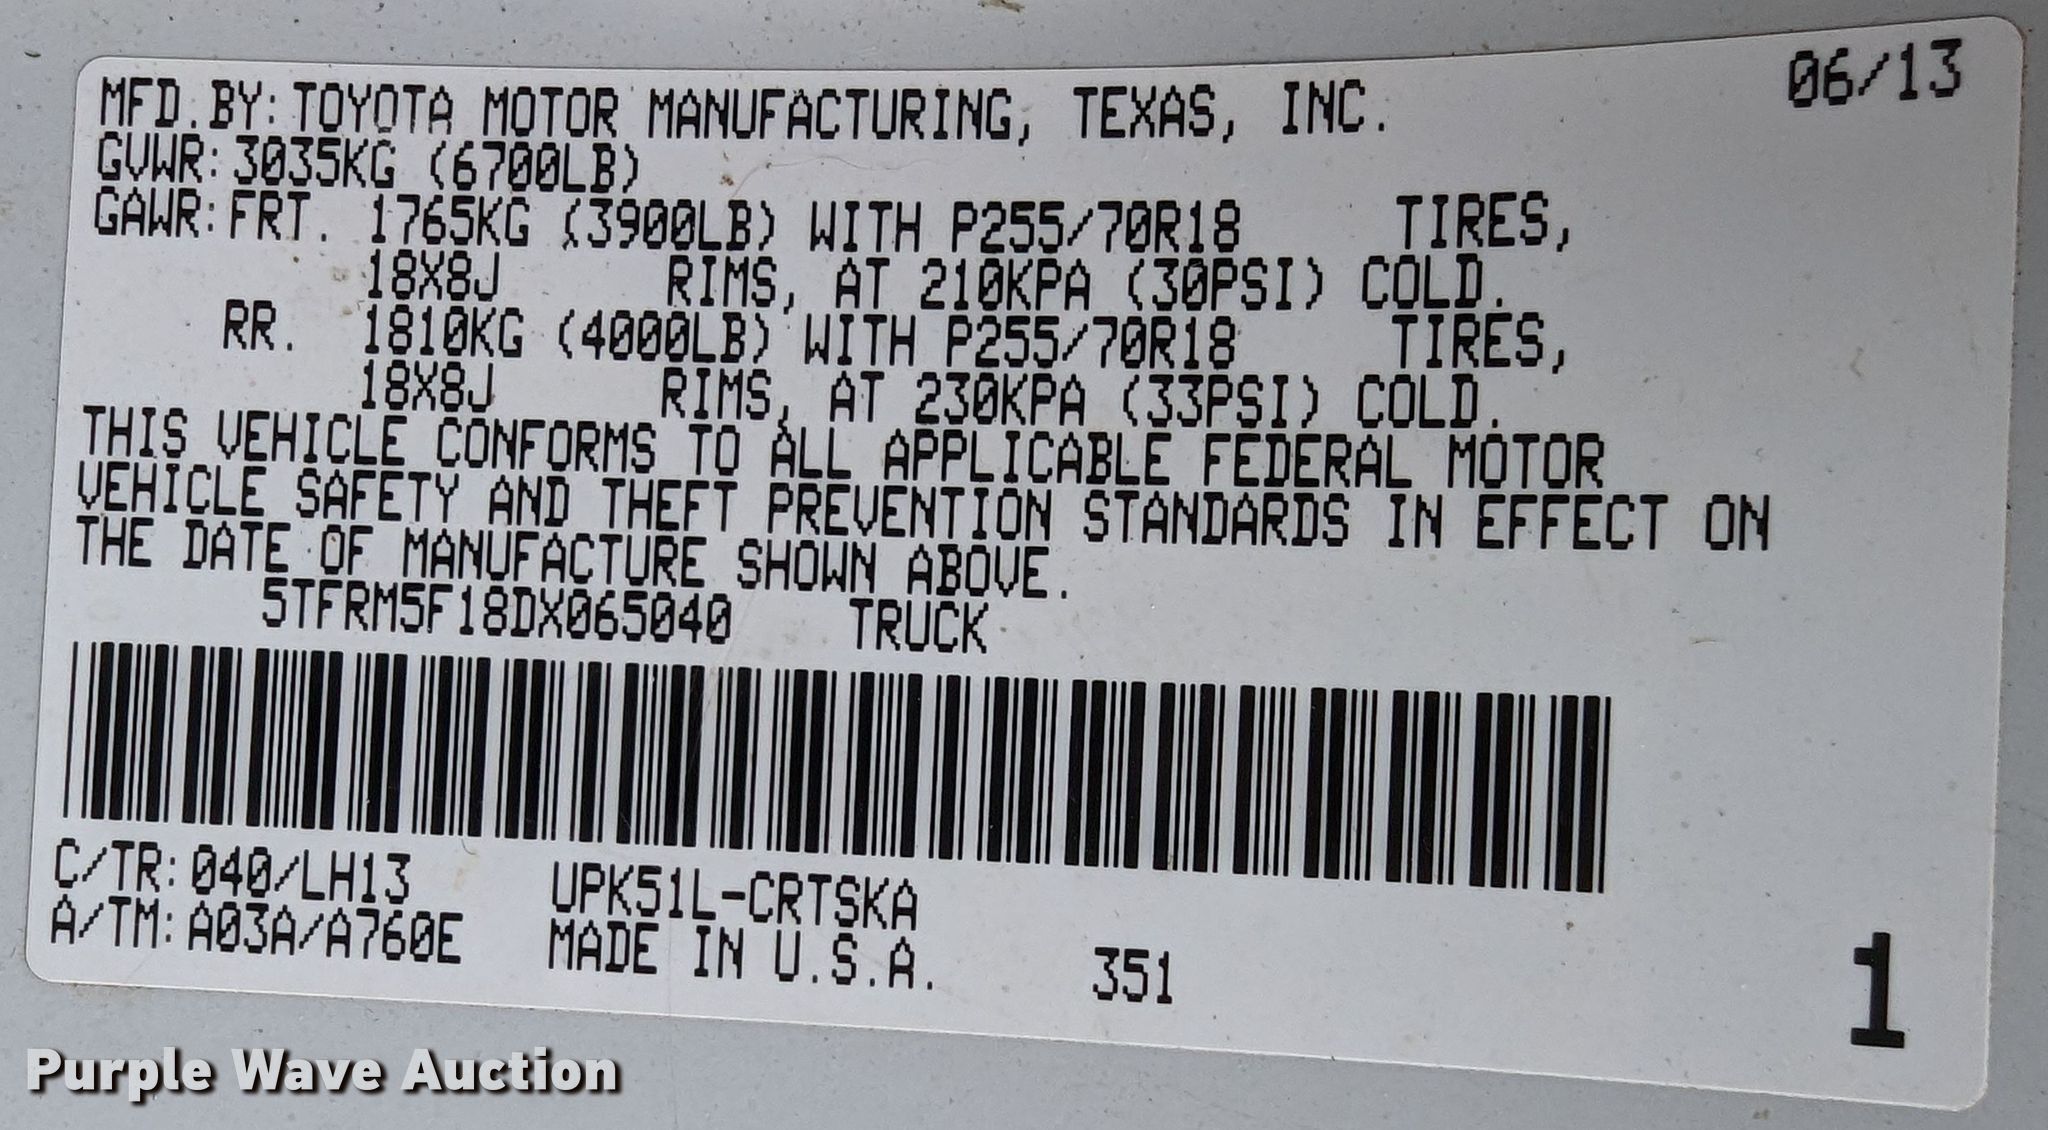 06/13
MFD. BY: TOYOTA MOTOR MANUFACTURING, TEXAS, INC.
GVWR: 3035KG (6700LB)
GAWR: FRT. 1765KG (3900LB) WITH P255/70R18 TIRES,
18X8J RIMS, AT 210KPA (30PSI) COLD.
RR. 1810KG (4000LB) WITH P255/70R18 TIRES,
18X8J RIMS, AT 230KPA (33PSI) COLD.
THIS VEHICLE CONFORMS TO ALL APPLICABLE FEDERAL MOTOR
VEHICLE SAFETY AND THEFT PREVENTION STANDARDS IN EFFECT ON
THE DATE OF MANUFACTURE SHOWN ABOVE.
5TFRM5F18DX065040 TRUCK
C/TR: 040/LH13 UPK51L-CRTSKA
A/TM: A03A/A760E MADE IN U.S.A. 351
1
Purple Wave Auction